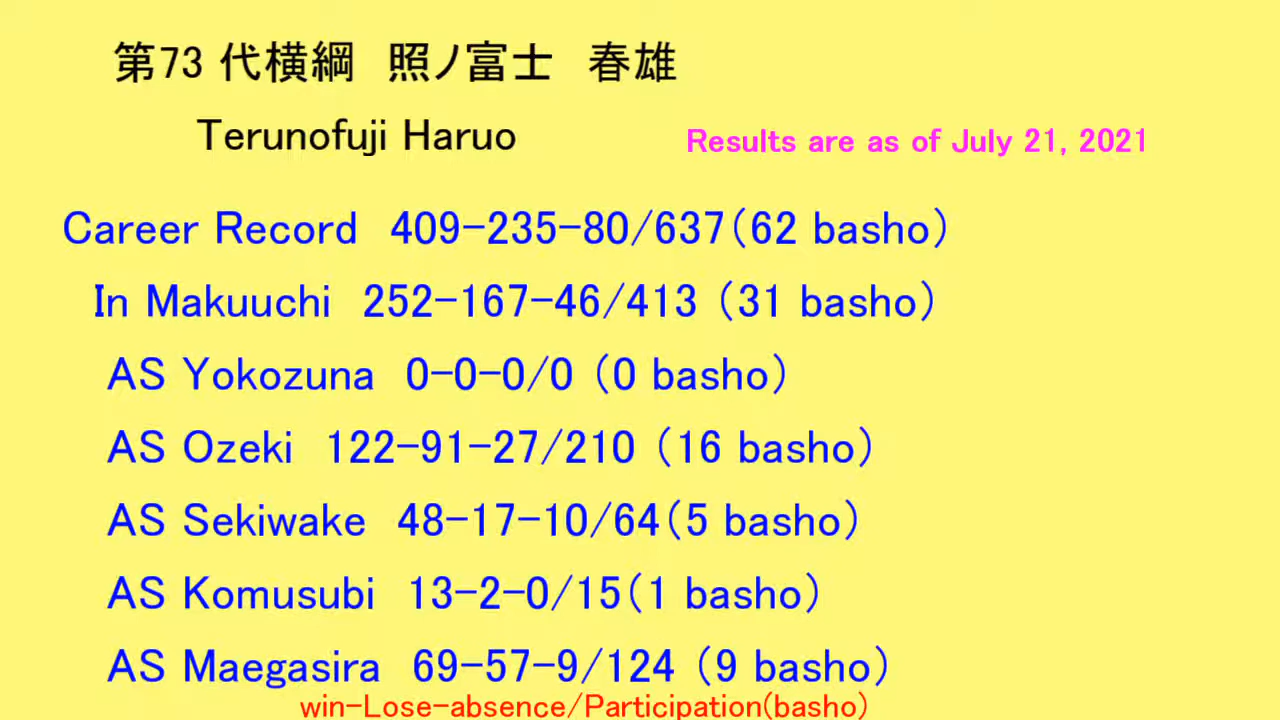 第73代横綱 照ノ富士 春雄
Terunofuji Haruo
Results are as of July 21, 2021
Career Record 409-235-80/637(62 basho)
In Makuuchi 252-167-46/413 (31 basho)
AS Yokozuna 0-0-0/0 (0 basho)
AS Ozeki 122-91-27/210 (16 basho)
AS Sekiwake 48-17-10/64(5 basho)
AS Komusubi 13-2-0/15(1 basho)
AS Maegasira 69-57-9/124 (9 basho)
win-Lose-absence/Participation(basho)